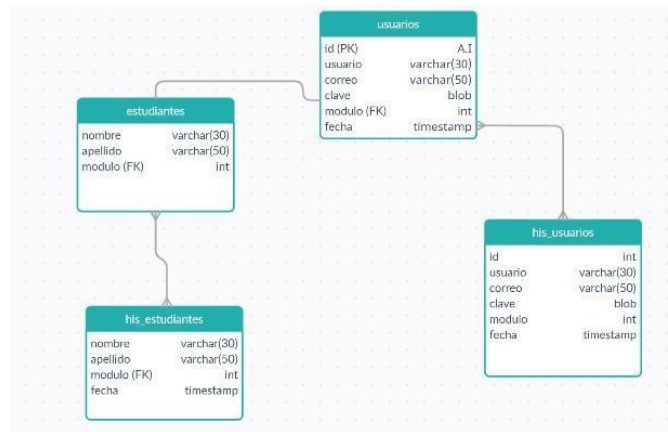 usuarios
id (PK) A.I
usuario varchar(30)
correo varchar(50)
clave blob
modulo (FK) int
fecha timestamp
estudiantes
nombre varchar(30)
apellido varchar(50)
modulo (FK) int
his_usuarios
id int
usuario varchar(30)
correo varchar(50)
clave blob
modulo int
fecha timestamp
his_estudiantes
nombre varchar(30)
apellido varchar(50)
modulo (FK) int
fecha timestamp